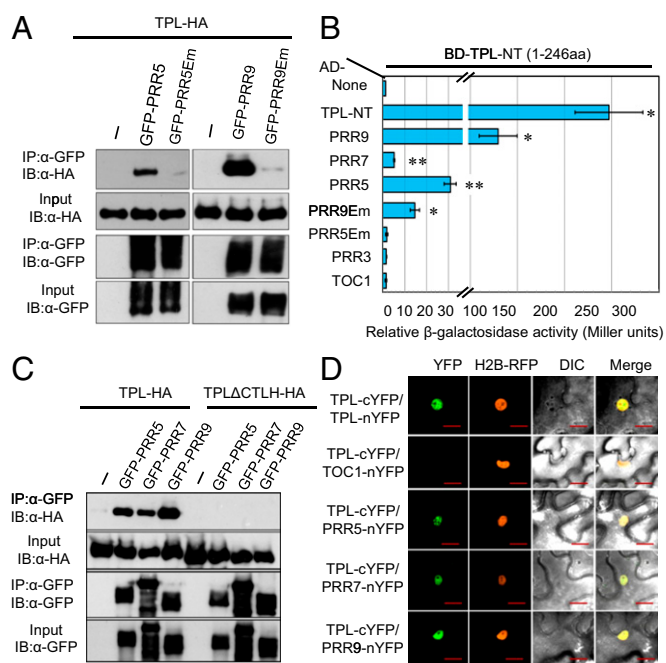 A
TPL-HA
–
GFP-PRR5
GFP-PRR5Em
–
GFP-PRR9
GFP-PRR9Em
IP:α-GFP
IB:α-HA
Input
IB:α-HA
IP:α-GFP
IB:α-GFP
Input
IB:α-GFP
B
BD-TPL-NT (1-246aa)
AD-
None
TPL-NT *
PRR9 *
PRR7 **
PRR5 **
PRR9Em *
PRR5Em
PRR3
TOC1
0 10 20 30 100 150 200 250 300
Relative β-galactosidase activity (Miller units)
C
TPL-HA TPLΔCTLH-HA
–
GFP-PRR5
GFP-PRR7
GFP-PRR9
–
GFP-PRR5
GFP-PRR7
GFP-PRR9
IP:α-GFP
IB:α-HA
Input
IB:α-HA
IP:α-GFP
IB:α-GFP
Input
IB:α-GFP
D
YFP H2B-RFP DIC Merge
TPL-cYFP/
TPL-nYFP
TPL-cYFP/
TOC1-nYFP
TPL-cYFP/
PRR5-nYFP
TPL-cYFP/
PRR7-nYFP
TPL-cYFP/
PRR9-nYFP